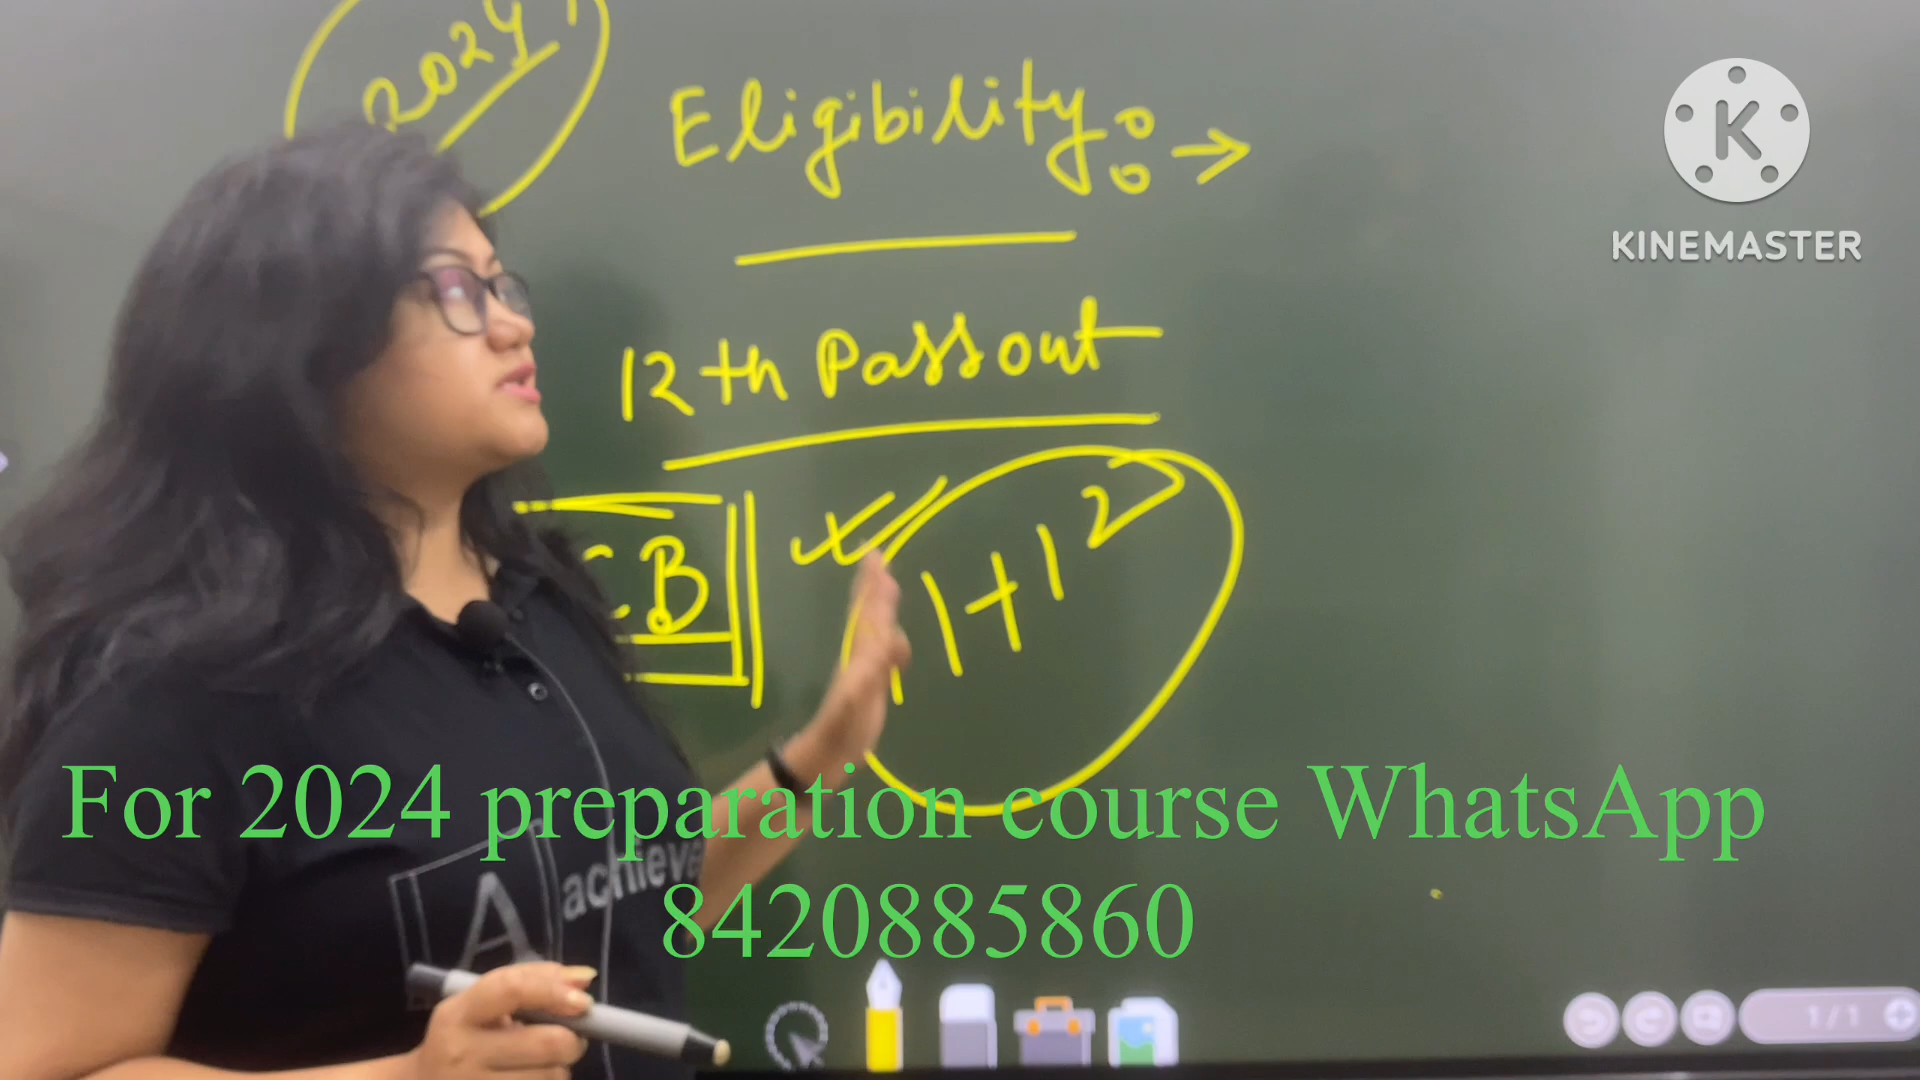 2024
Eligibility: →
KINEMASTER
12th Passout
CB
11+12
For 2024 preparation course WhatsApp
achieve
8420885860
1/1